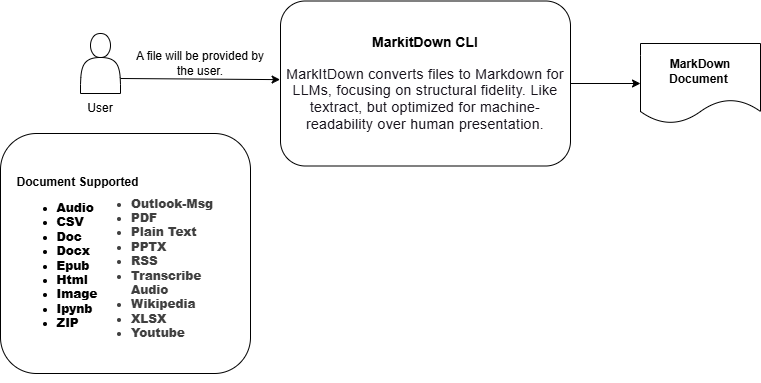 A file will be provided by
the user.
User
MarkitDown CLI
MarkItDown converts files to Markdown for
LLMs, focusing on structural fidelity. Like
textract, but optimized for machine-
readability over human presentation.
MarkDown
Document
Document Supported
Audio
CSV
Doc
Docx
Epub
Html
Image
Ipynb
ZIP
Outlook-Msg
PDF
Plain Text
PPTX
RSS
Transcribe
Audio
Wikipedia
XLSX
Youtube